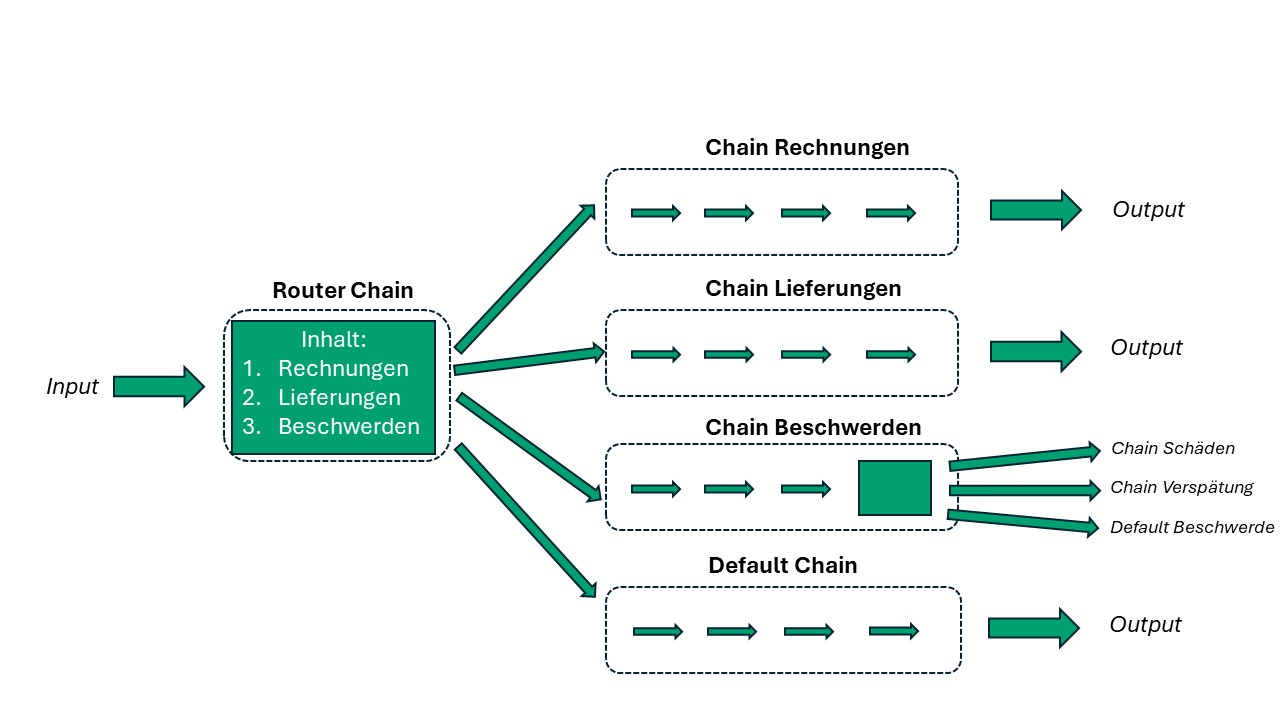 Chain Rechnungen
Output
Chain Lieferungen
Output
Router Chain
Inhalt:
1. Rechnungen
2. Lieferungen
3. Beschwerden
Input
Chain Beschwerden
Chain Schäden
Chain Verspätung
Default Beschwerde
Default Chain
Output